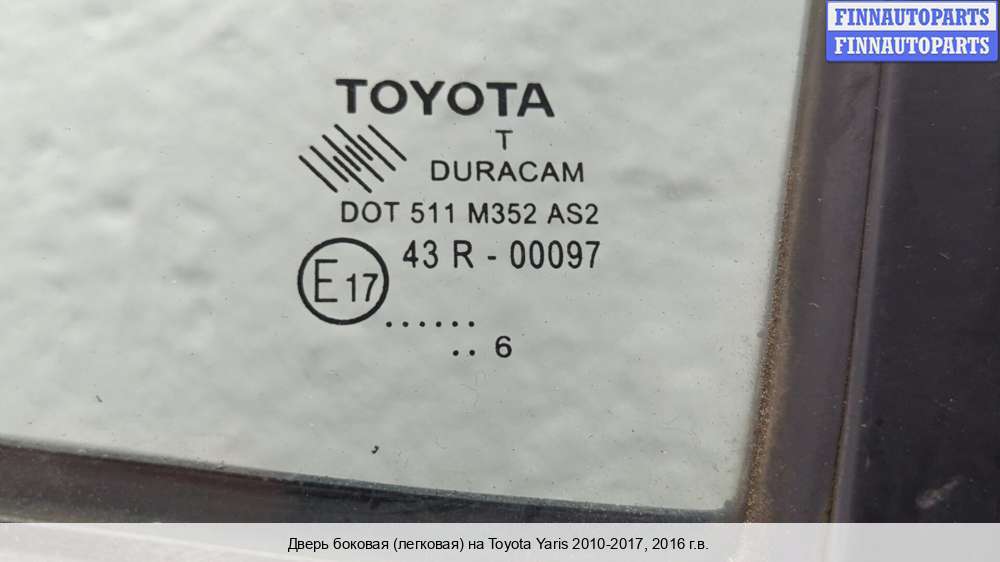 FINNAUTOPARTS
FINNAUTOPARTS
TOYOTA
T
DURACAM
DOT 511 M352 AS2
43 R - 00097
E 17
......
.. 6
Дверь боковая (легковая) на Toyota Yaris 2010-2017, 2016 г.в.